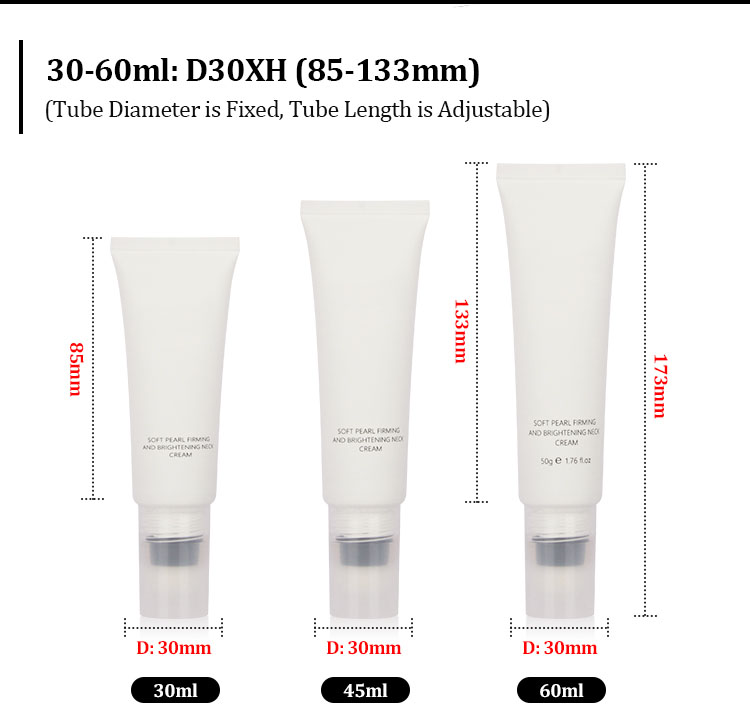 30-60ml: D30XH (85-133mm)
(Tube Diameter is Fixed, Tube Length is Adjustable)
85mm
133mm
173mm
SOFT PEARL FIRMING
AND BRIGHTENING NECK
CREAM
SOFT PEARL FIRMING
AND BRIGHTENING NECK
CREAM
SOFT PEARL FIRMING
AND BRIGHTENING NECK
CREAM
50g e 1.76 fl.oz
D: 30mm
D: 30mm
D: 30mm
30ml
45ml
60ml